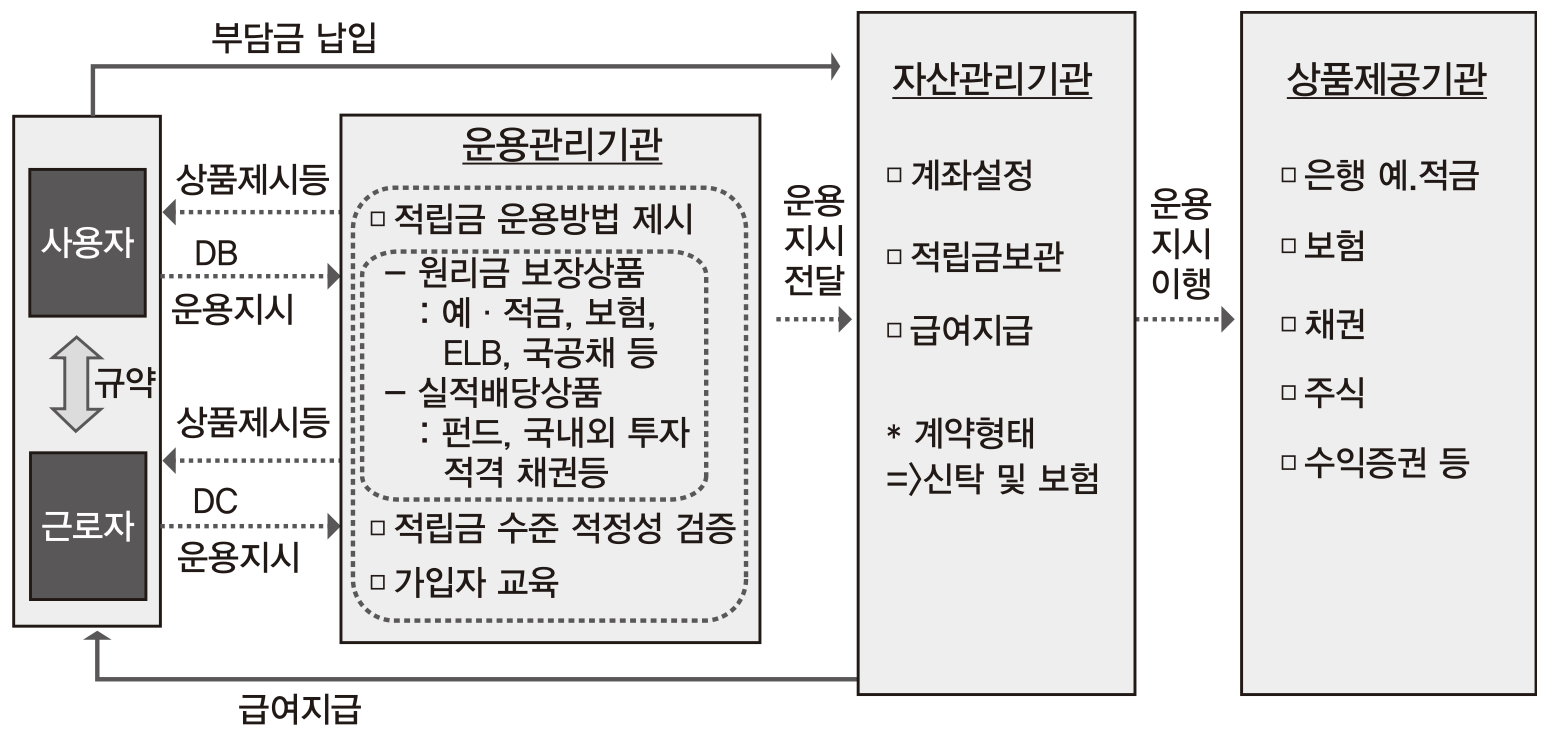 부담금 납입
사용자
규약
근로자
상품제시등
DB
운용지시
상품제시등
DC
운용지시
급여지급
운용관리기관
□ 적립금 운용방법 제시
– 원리금 보장상품
: 예 · 적금, 보험,
ELB, 국공채 등
– 실적배당상품
: 펀드, 국내외 투자
적격 채권등
□ 적립금 수준 적정성 검증
□ 가입자 교육
운용
지시
전달
자산관리기관
□ 계좌설정
□ 적립금보관
□ 급여지급
* 계약형태
=〉신탁 및 보험
운용
지시
이행
상품제공기관
□ 은행 예.적금
□ 보험
□ 채권
□ 주식
□ 수익증권 등